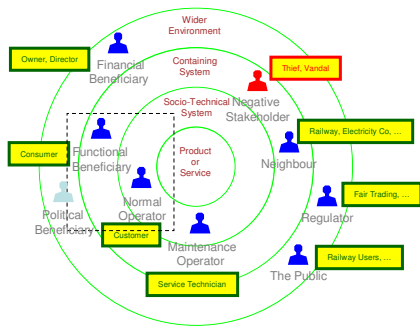 Wider
Environment
Owner, Director
Financial
Beneficiary
Containing
System
Thief, Vandal
Socio-Technical
System
Negative
Stakeholder
Railway, Electricity Co, ...
Consumer
Functional
Beneficiary
Product
or
Service
Neighbour
Fair Trading, ...
Political
Beneficiary
Normal
Operator
Regulator
Customer
Maintenance
Operator
Railway Users, ...
The Public
Service Technician